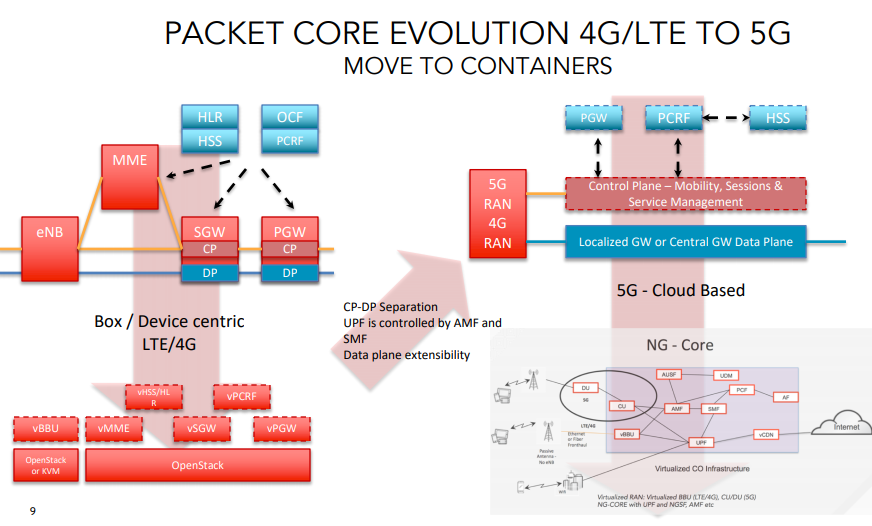 PACKET CORE EVOLUTION 4G/LTE TO 5G
MOVE TO CONTAINERS
HLR
HSS
OCF
PCRF
MME
eNB
SGW
CP
DP
PGW
CP
DP
Box / Device centric
LTE/4G
vHSS/HL
R
vPCRF
vBBU
vMME
vSGW
vPGW
OpenStack
or KVM
OpenStack
CP-DP Separation
UPF is controlled by AMF and
SMF
Data plane extensibility
PGW
PCRF
HSS
5G
RAN
4G
RAN
Control Plane – Mobility, Sessions &
Service Management
Localized GW or Central GW Data Plane
5G - Cloud Based
NG - Core
AUSF
UDM
PCF
AF
DU
5G
CU
AMF
SMF
LTE/4G
Ethernet
or Fiber
Fronthaul
vBBU
UPF
vCDN
Internet
Passive
Antenna -
No eNB
Wifi
Virtualized CO Infrastructure
Virtualized RAN: Virtualized BBU (LTE/4G), CU/DU (5G)
NG-CORE with UPF and NGSF, AMF etc
9